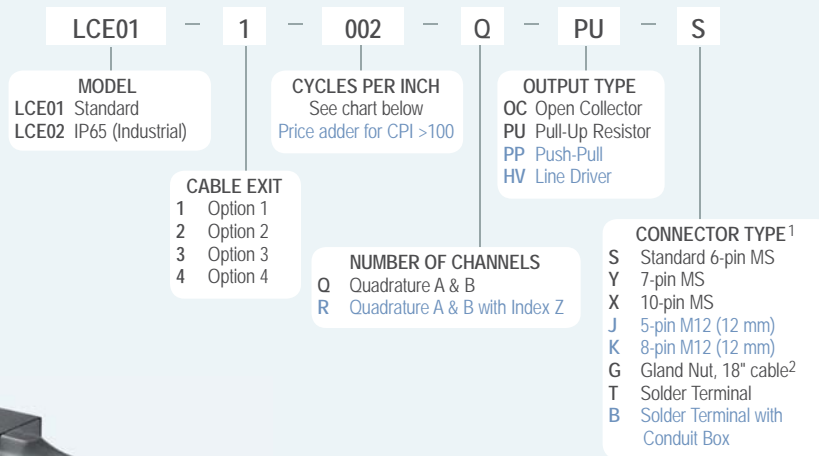 LCE01 – 1 – 002 – Q – PU – S
MODEL
LCE01 Standard
LCE02 IP65 (Industrial)
CYCLES PER INCH
See chart below
Price adder for CPI >100
OUTPUT TYPE
OC Open Collector
PU Pull-Up Resistor
PP Push-Pull
HV Line Driver
CABLE EXIT
1 Option 1
2 Option 2
3 Option 3
4 Option 4
NUMBER OF CHANNELS
Q Quadrature A & B
R Quadrature A & B with Index Z
CONNECTOR TYPE1
S Standard 6-pin MS
Y 7-pin MS
X 10-pin MS
J 5-pin M12 (12 mm)
K 8-pin M12 (12 mm)
G Gland Nut, 18" cable2
T Solder Terminal
B Solder Terminal with
Conduit Box